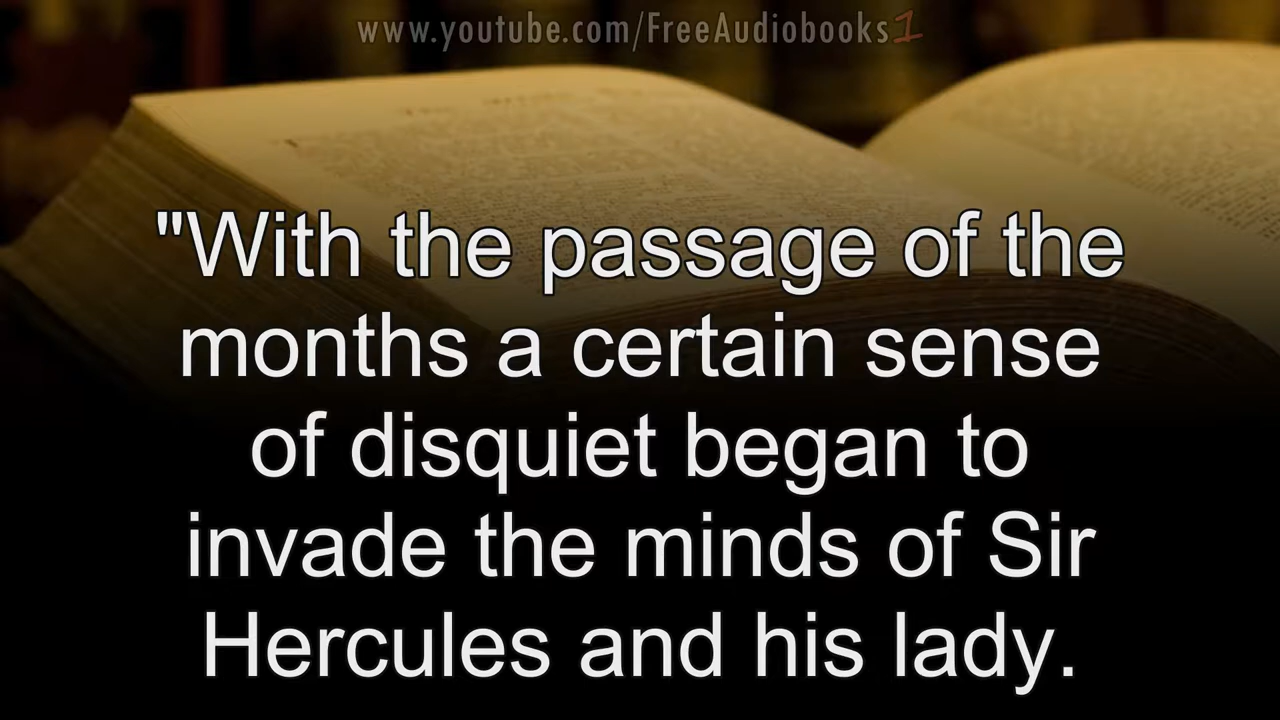 www.youtube.com/FreeAudiobooks1
"With the passage of the
months a certain sense
of disquiet began to
invade the minds of Sir
Hercules and his lady.